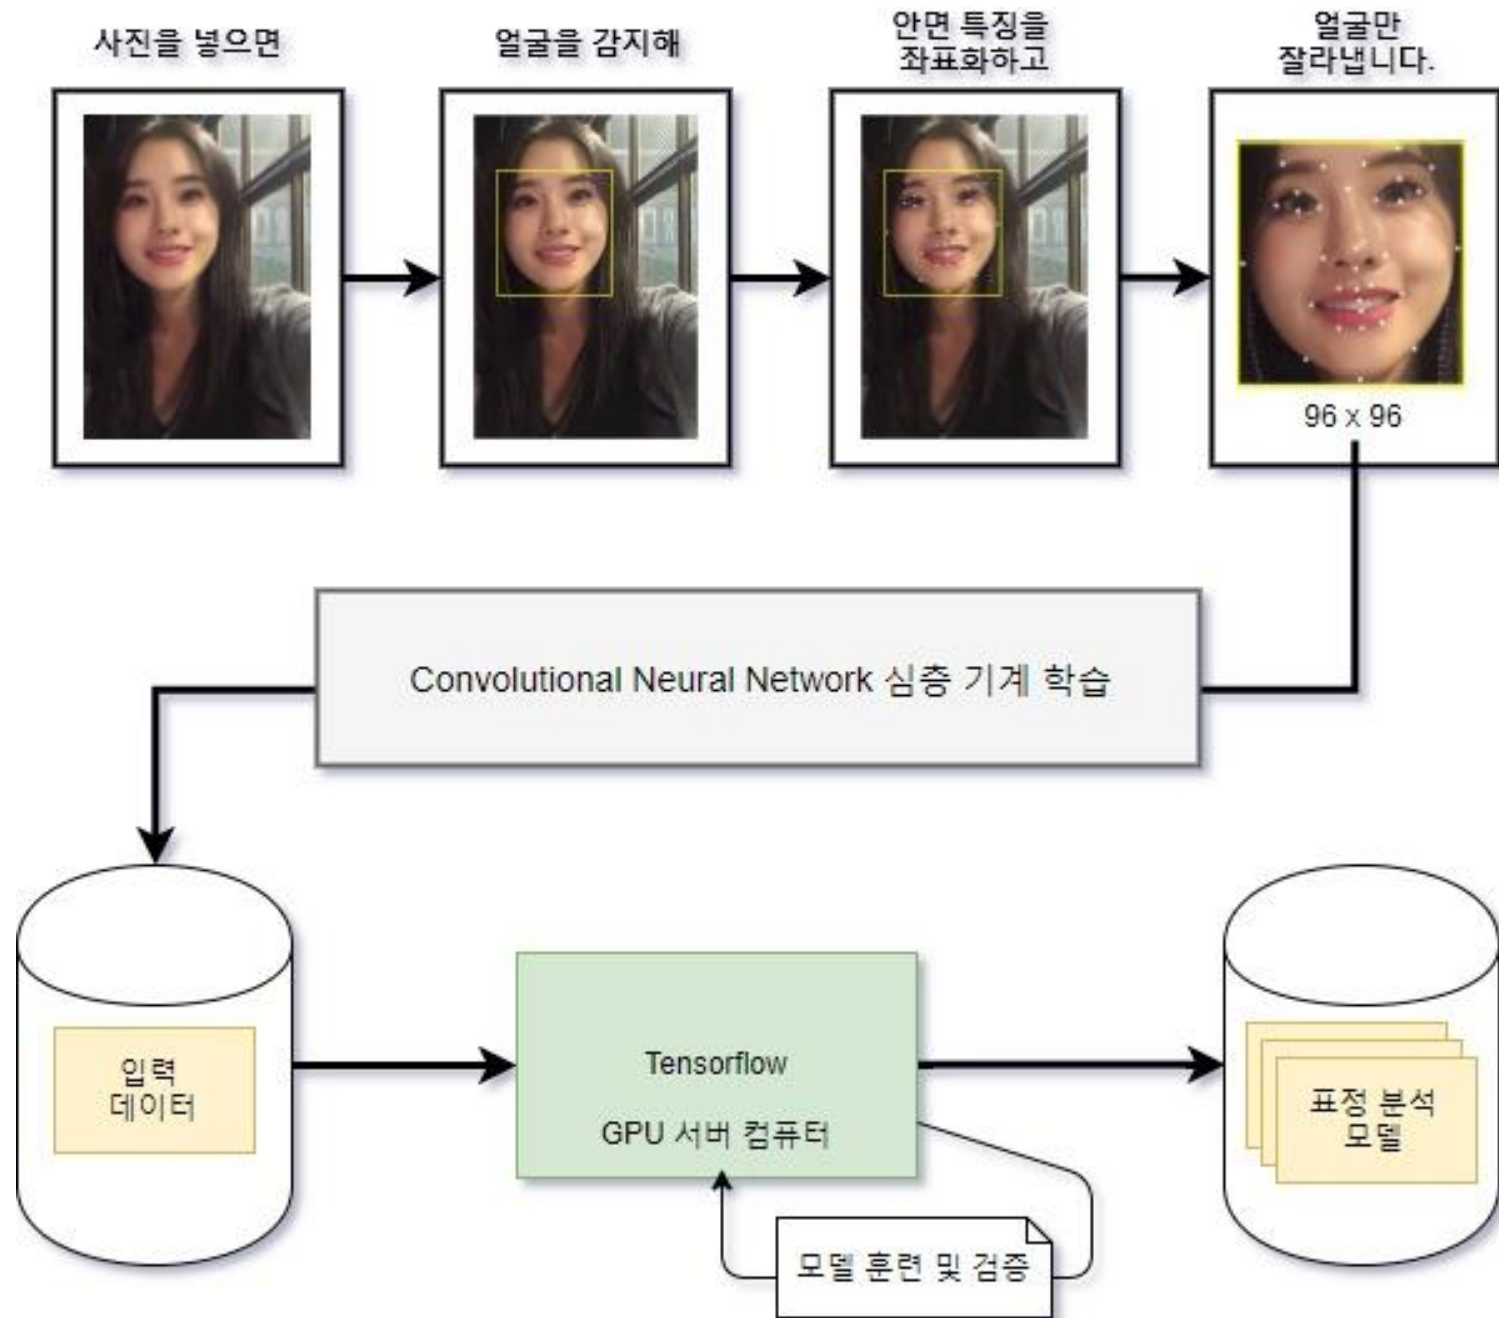 사진을 넣으면
얼굴을 감지해
안면 특징을
좌표화하고
얼굴만
잘라냅니다.
96 x 96
Convolutional Neural Network 심층 기계 학습
입력
데이터
Tensorflow
GPU 서버 컴퓨터
표정 분석
모델
모델 훈련 및 검증